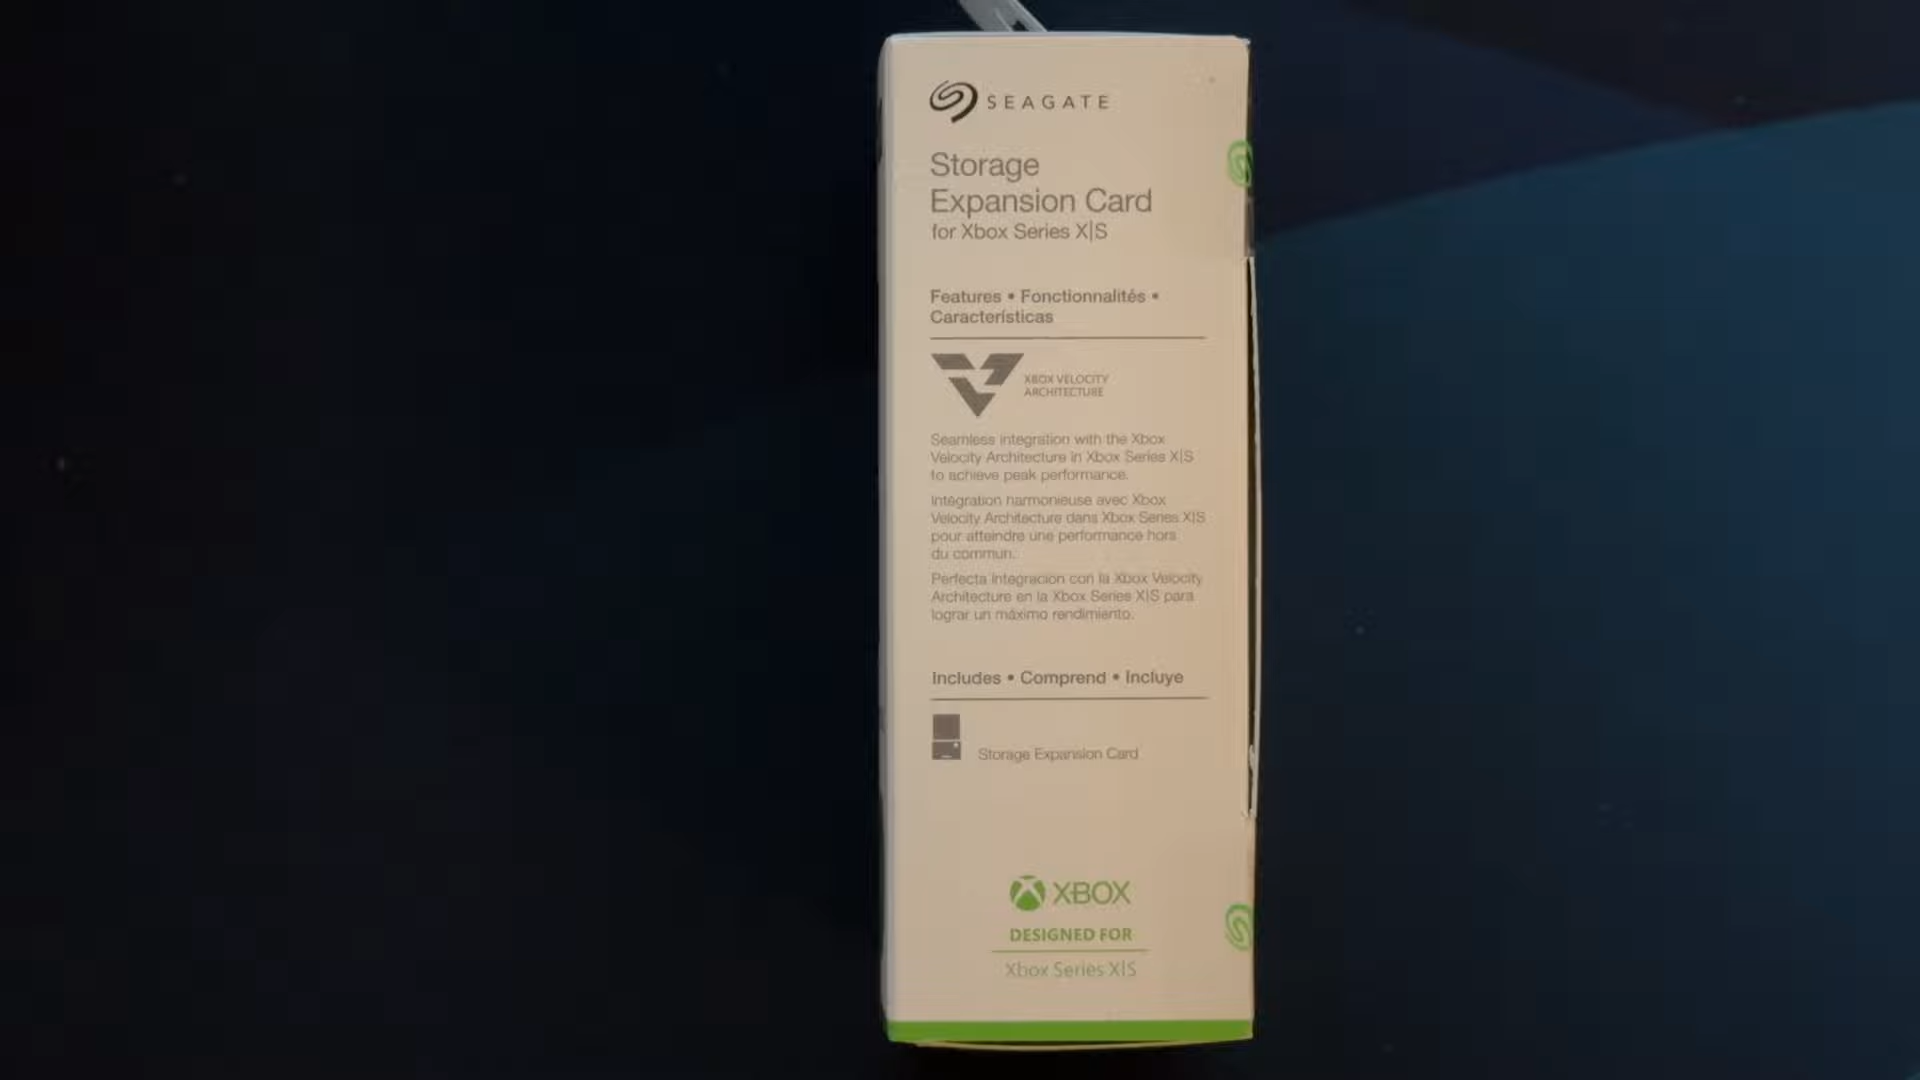 SEAGATE
Storage
Expansion Card
for Xbox Series X|S
Features • Fonctionnalités •
Características
XBOX VELOCITY
ARCHITECTURE
Seamless integration with the Xbox
Velocity Architecture in Xbox Series X|S
to achieve peak performance.
Intégration harmonieuse avec Xbox
Velocity Architecture dans Xbox Series X|S
pour atteindre une performance hors
du commun.
Perfecta integración con la Xbox Velocity
Architecture en la Xbox Series X|S para
lograr un máximo rendimiento.
Includes • Comprend • Incluye
Storage Expansion Card
XBOX
DESIGNED FOR
Xbox Series X|S